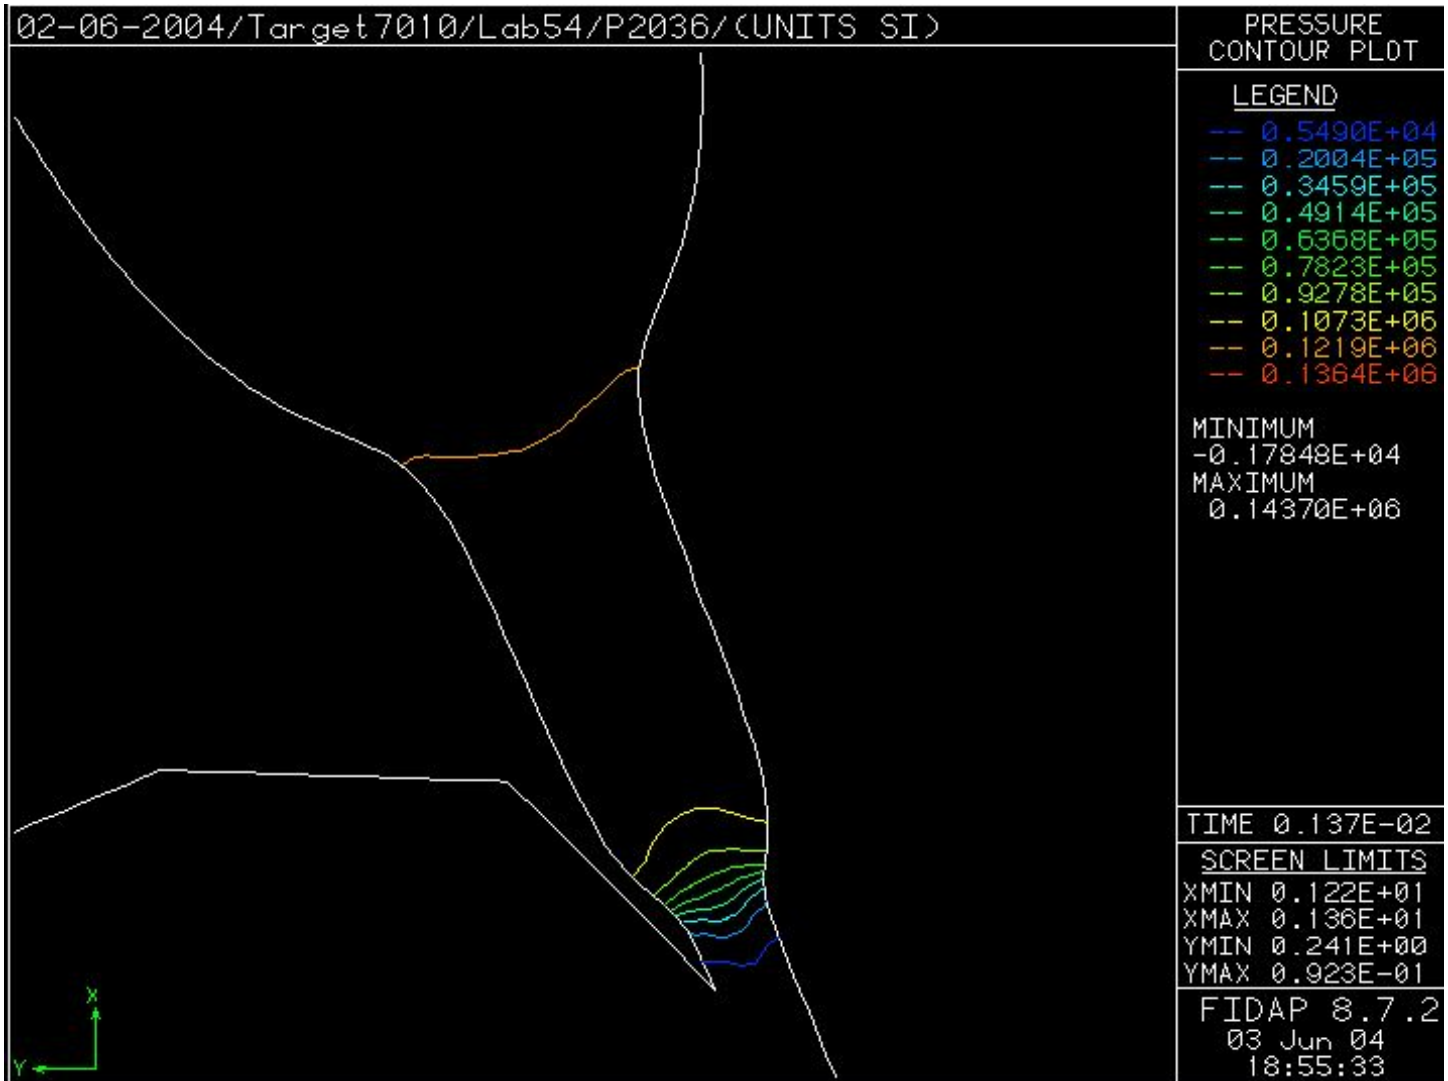 02-06-2004/Target7010/Lab54/P2036/(UNITS SI)
PRESSURE
CONTOUR PLOT
LEGEND
-- 0.5490E+04
-- 0.2004E+05
-- 0.3459E+05
-- 0.4914E+05
-- 0.6368E+05
-- 0.7823E+05
-- 0.9278E+05
-- 0.1073E+06
-- 0.1219E+06
-- 0.1364E+06
MINIMUM
-0.17848E+04
MAXIMUM
0.14370E+06
TIME 0.137E-02
SCREEN LIMITS
XMIN 0.122E+01
XMAX 0.136E+01
YMIN 0.241E+00
YMAX 0.923E-01
FIDAP 8.7.2
03 Jun 04
18:55:33
X
Y